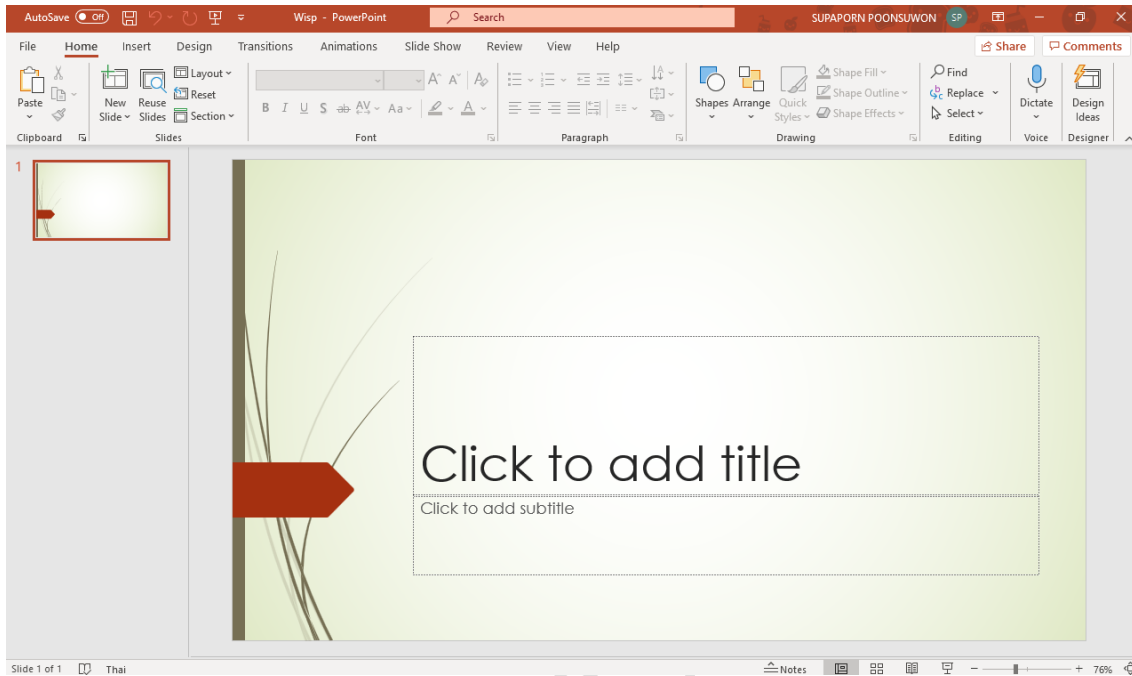 AutoSave Off Wisp - PowerPoint Search SUPAPORN POONSUWON SP
File Home Insert Design Transitions Animations Slide Show Review View Help Share Comments
Paste
New Slide
Reuse Slides
Layout
Reset
Section
B I U S ab AV Aa A
A A A
Shapes Arrange Quick Styles
Shape Fill
Shape Outline
Shape Effects
Find
Replace
Select
Dictate
Design Ideas
Clipboard Slides Font Paragraph Drawing Editing Voice Designer
1
Click to add title
Click to add subtitle
Slide 1 of 1 Thai Notes 76%